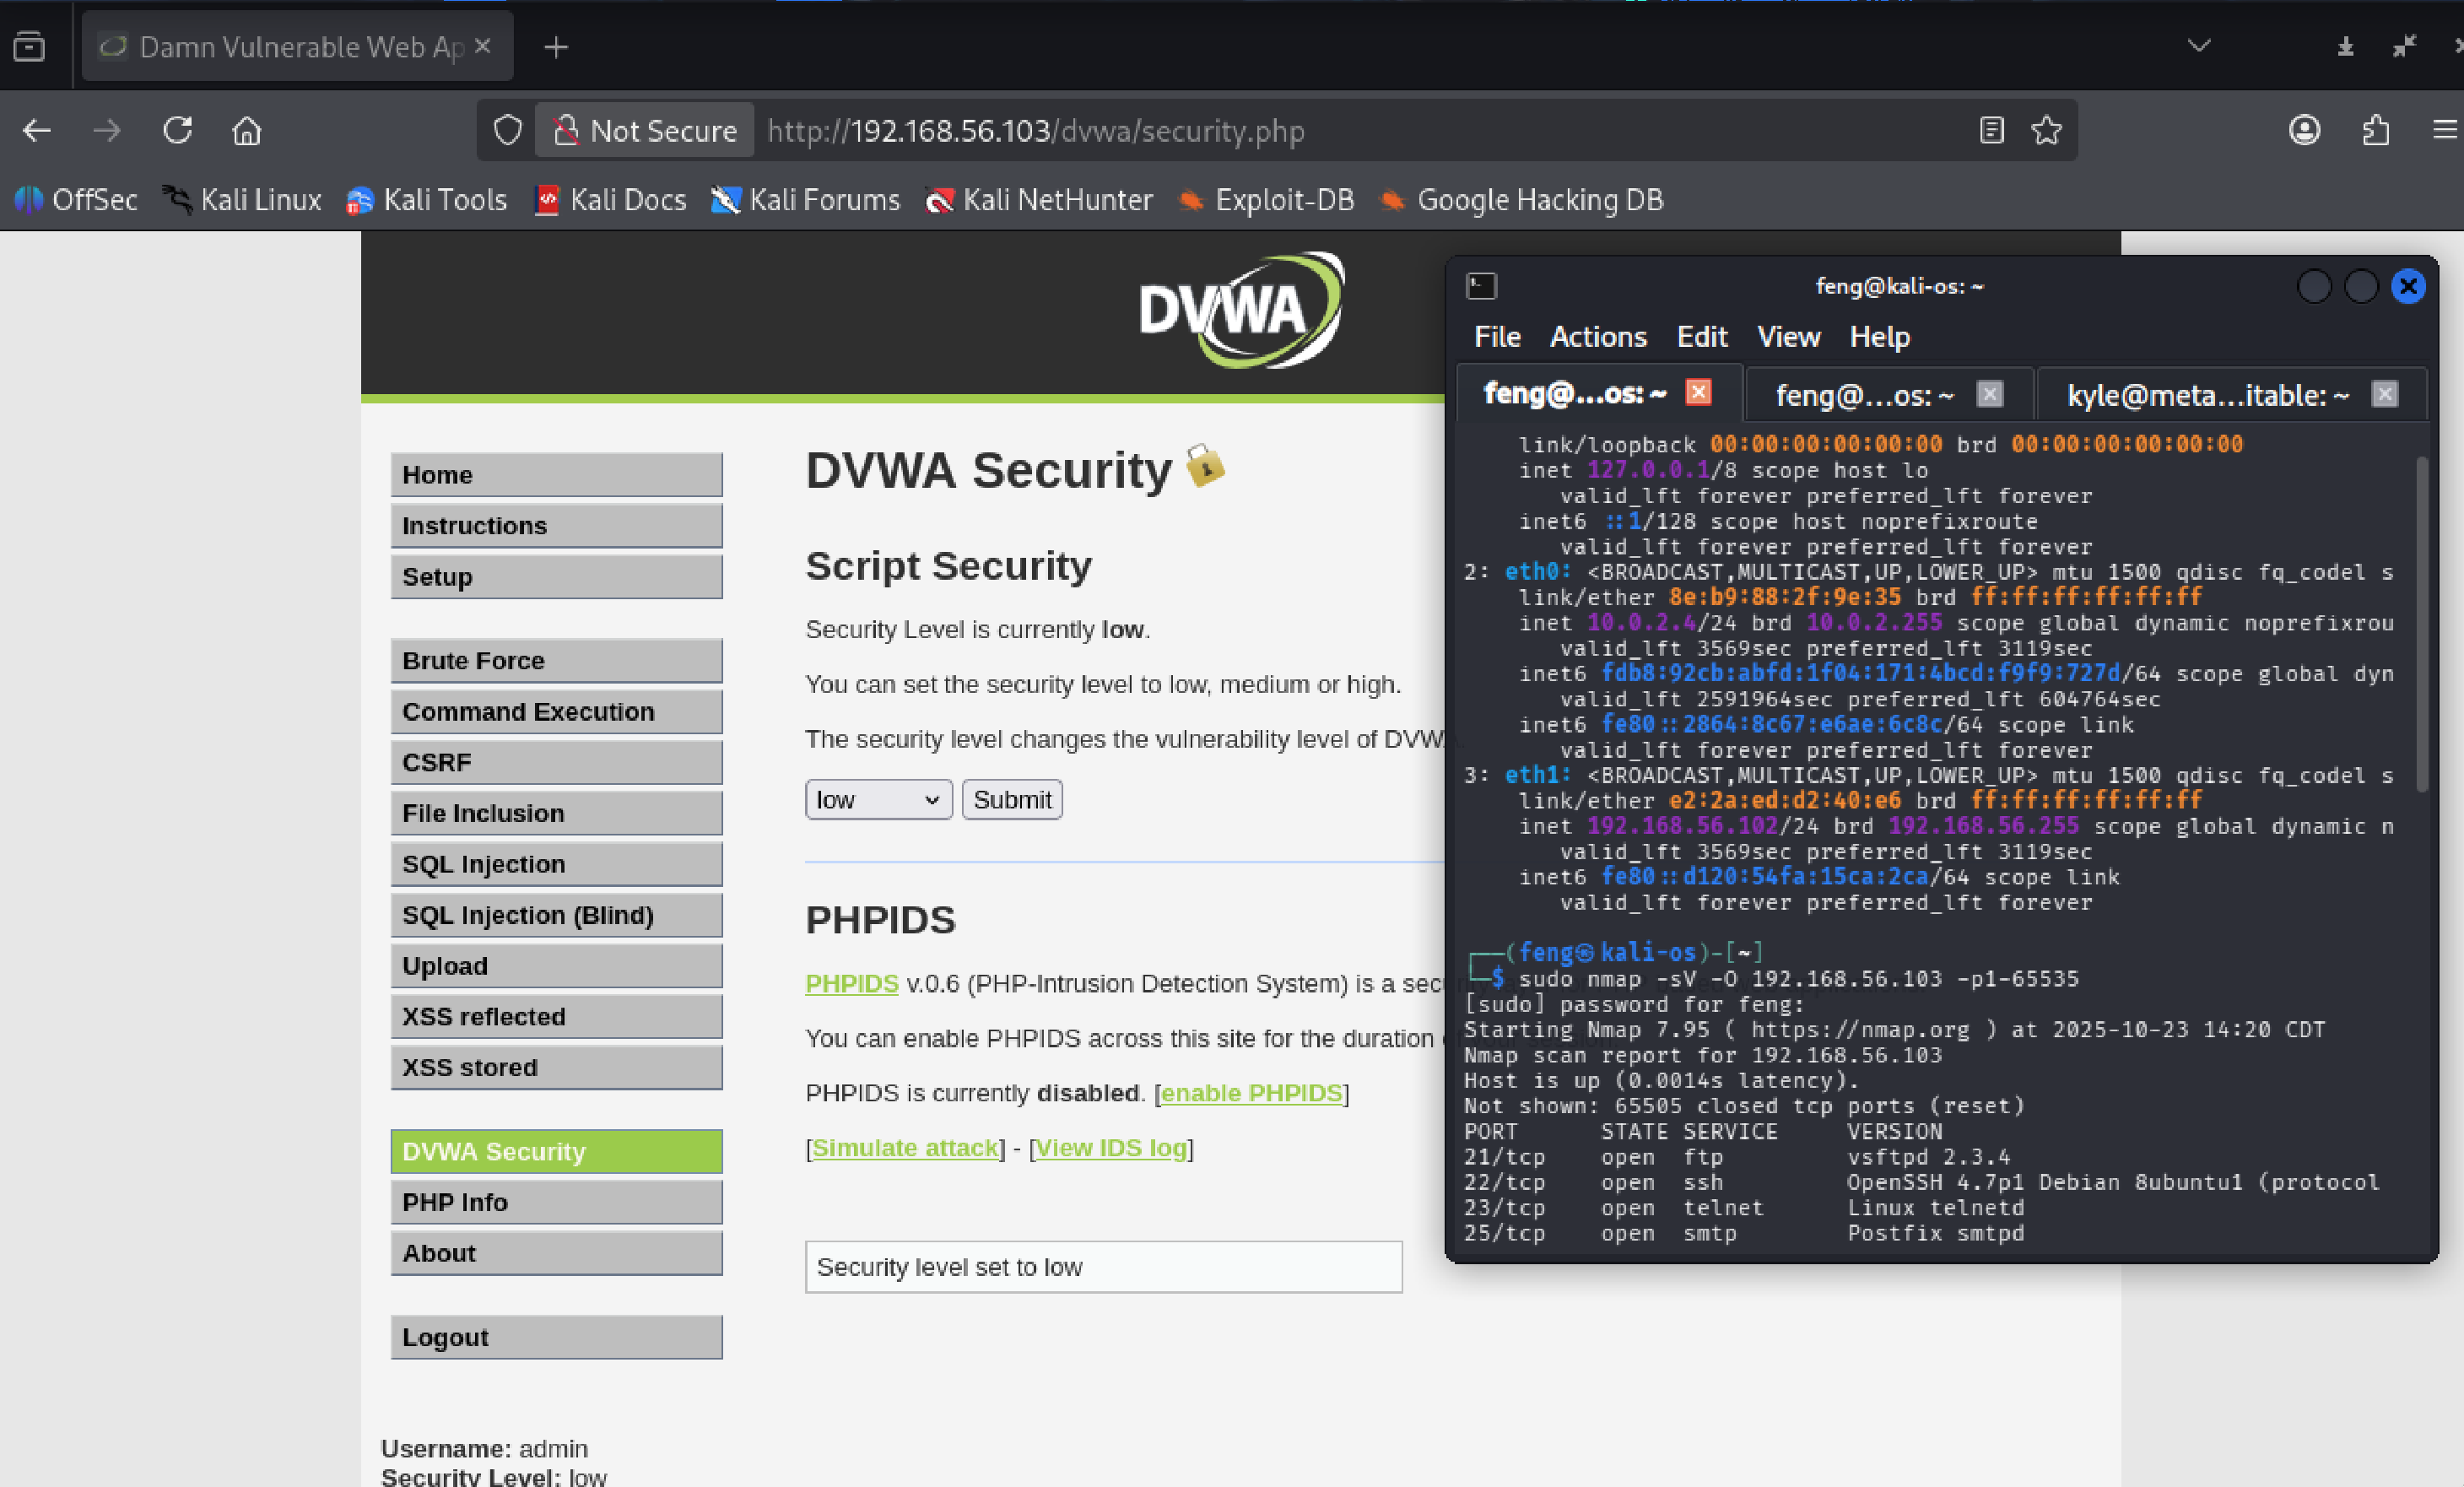 Damn Vulnerable Web Ap
Not Secure
http://192.168.56.103/dvwa/security.php
OffSec
Kali Linux
Kali Tools
Kali Docs
Kali Forums
Kali NetHunter
Exploit-DB
Google Hacking DB
DVWA
Home
Instructions
Setup
Brute Force
Command Execution
CSRF
File Inclusion
SQL Injection
SQL Injection (Blind)
Upload
XSS reflected
XSS stored
DVWA Security
PHP Info
About
Logout
Username: admin
Security Level: low
DVWA Security
Script Security
Security Level is currently low.
You can set the security level to low, medium or high.
The security level changes the vulnerability level of DVWA.
low
Submit
PHPIDS
PHPIDS v.0.6 (PHP-Intrusion Detection System) is a sec
You can enable PHPIDS across this site for the duration
PHPIDS is currently disabled. [enable PHPIDS]
[Simulate attack] - [View IDS log]
Security level set to low
feng@kali-os: ~
File Actions Edit View Help
feng@...os: ~
feng@...os: ~
kyle@meta...itable: ~
link/loopback 00:00:00:00:00:00 brd 00:00:00:00:00:00
inet 127.0.0.1/8 scope host lo
valid_lft forever preferred_lft forever
inet6 ::1/128 scope host noprefixroute
valid_lft forever preferred_lft forever
2: eth0: <BROADCAST,MULTICAST,UP,LOWER_UP> mtu 1500 qdisc fq_codel s
link/ether 8e:b9:88:2f:9e:35 brd ff:ff:ff:ff:ff:ff
inet 10.0.2.4/24 brd 10.0.2.255 scope global dynamic noprefixrou
valid_lft 3569sec preferred_lft 3119sec
inet6 fdb8:92cb:abfd:1f04:171:4bcd:f9f9:727d/64 scope global dyn
valid_lft 2591964sec preferred_lft 604764sec
inet6 fe80::2864:8c67:e6ae:6c8c/64 scope link
valid_lft forever preferred_lft forever
3: eth1: <BROADCAST,MULTICAST,UP,LOWER_UP> mtu 1500 qdisc fq_codel s
link/ether e2:2a:ed:d2:40:e6 brd ff:ff:ff:ff:ff:ff
inet 192.168.56.102/24 brd 192.168.56.255 scope global dynamic n
valid_lft 3569sec preferred_lft 3119sec
inet6 fe80::d120:54fa:15ca:2ca/64 scope link
valid_lft forever preferred_lft forever
(feng㉿kali-os)-[~]
$ sudo nmap -sV -O 192.168.56.103 -p1-65535
[sudo] password for feng:
Starting Nmap 7.95 ( https://nmap.org ) at 2025-10-23 14:20 CDT
Nmap scan report for 192.168.56.103
Host is up (0.0014s latency).
Not shown: 65505 closed tcp ports (reset)
PORT STATE SERVICE VERSION
21/tcp open ftp vsftpd 2.3.4
22/tcp open ssh OpenSSH 4.7p1 Debian 8ubuntu1 (protocol
23/tcp open telnet Linux telnetd
25/tcp open smtp Postfix smtpd